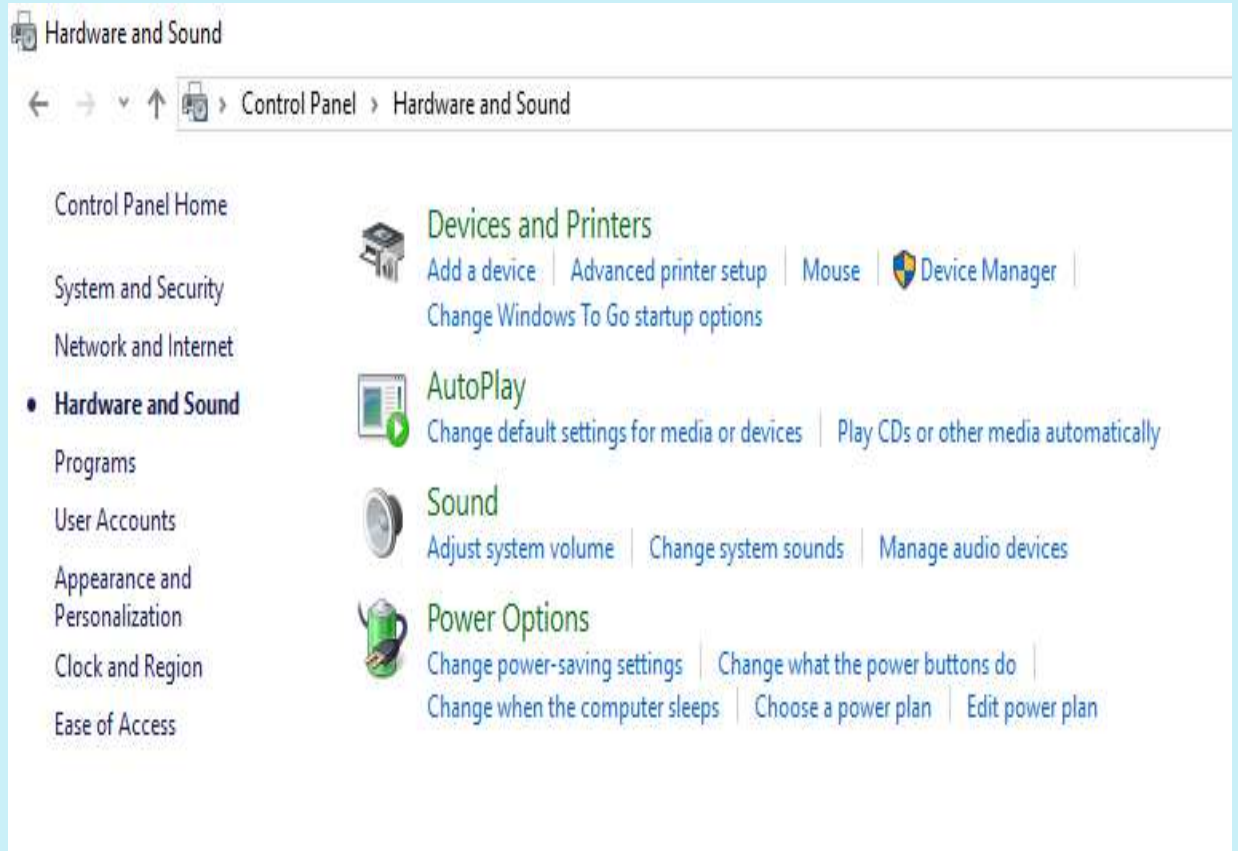 Hardware and Sound
Control Panel > Hardware and Sound
Control Panel Home
System and Security
Network and Internet
Hardware and Sound
Programs
User Accounts
Appearance and
Personalization
Clock and Region
Ease of Access
Devices and Printers
Add a device | Advanced printer setup | Mouse | Device Manager |
Change Windows To Go startup options
AutoPlay
Change default settings for media or devices | Play CDs or other media automatically
Sound
Adjust system volume | Change system sounds | Manage audio devices
Power Options
Change power-saving settings | Change what the power buttons do |
Change when the computer sleeps | Choose a power plan | Edit power plan